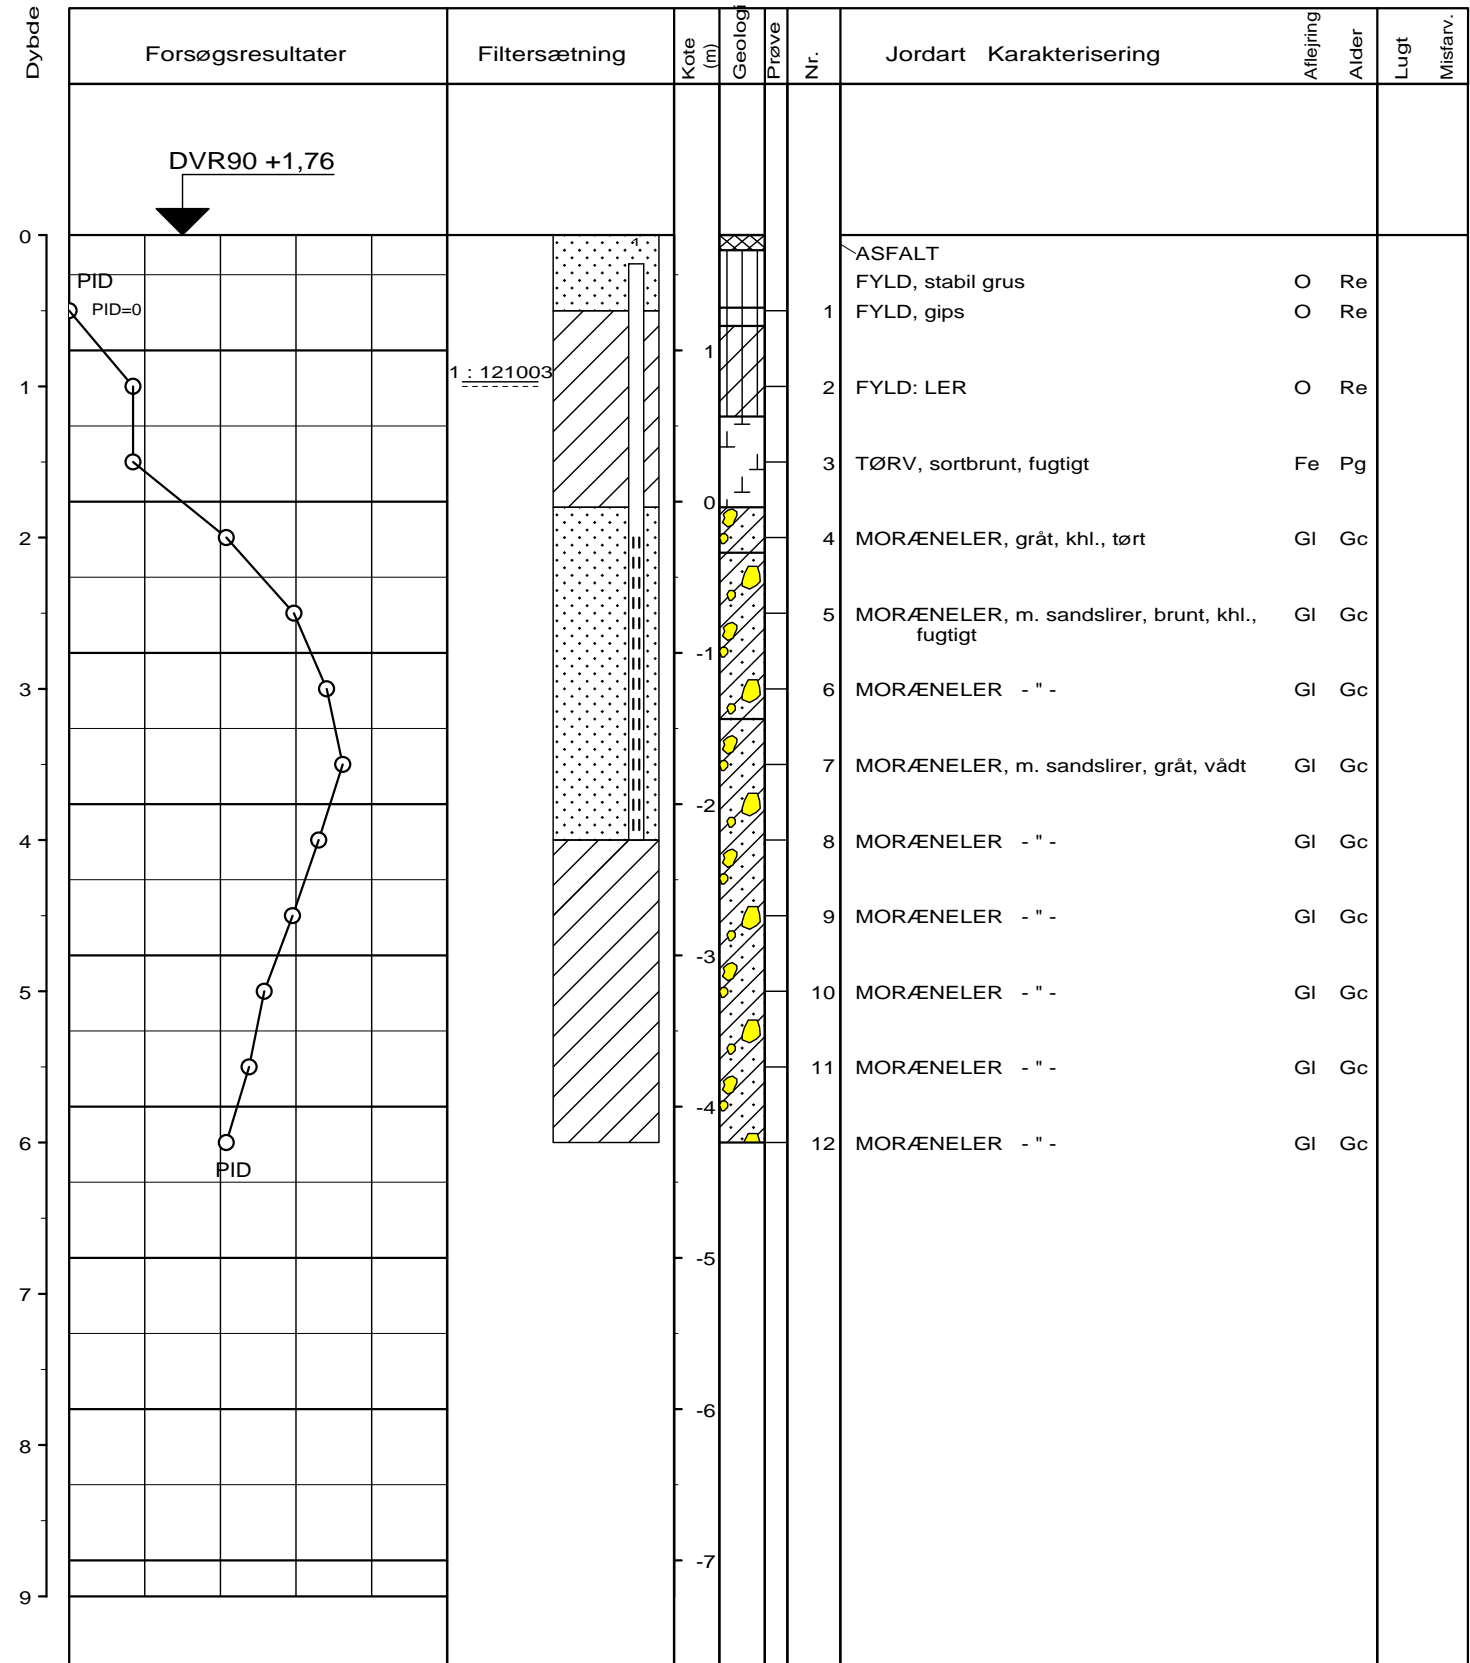 Dybde
Forsøgsresultater
Filtersætning
Kote (m)
Geologi
Prøve
Nr.
Jordart Karakterisering
Aflejring
Alder
Lugt
Misfarv.
DVR90 +1,76
0
1
ASFALT
PID
FYLD, stabil grus O Re
PID=0
1 FYLD, gips O Re
1
1 : 121003
1
2 FYLD: LER O Re
3 TØRV, sortbrunt, fugtigt Fe Pg
0
2
4 MORÆNELER, gråt, khl., tørt Gl Gc
5 MORÆNELER, m. sandslirer, brunt, khl., Gl Gc
fugtigt
-1
3
6 MORÆNELER - " - Gl Gc
7 MORÆNELER, m. sandslirer, gråt, vådt Gl Gc
-2
4
8 MORÆNELER - " - Gl Gc
9 MORÆNELER - " - Gl Gc
-3
5
10 MORÆNELER - " - Gl Gc
11 MORÆNELER - " - Gl Gc
-4
6
12 MORÆNELER - " - Gl Gc
PID
-5
7
-6
8
-7
9